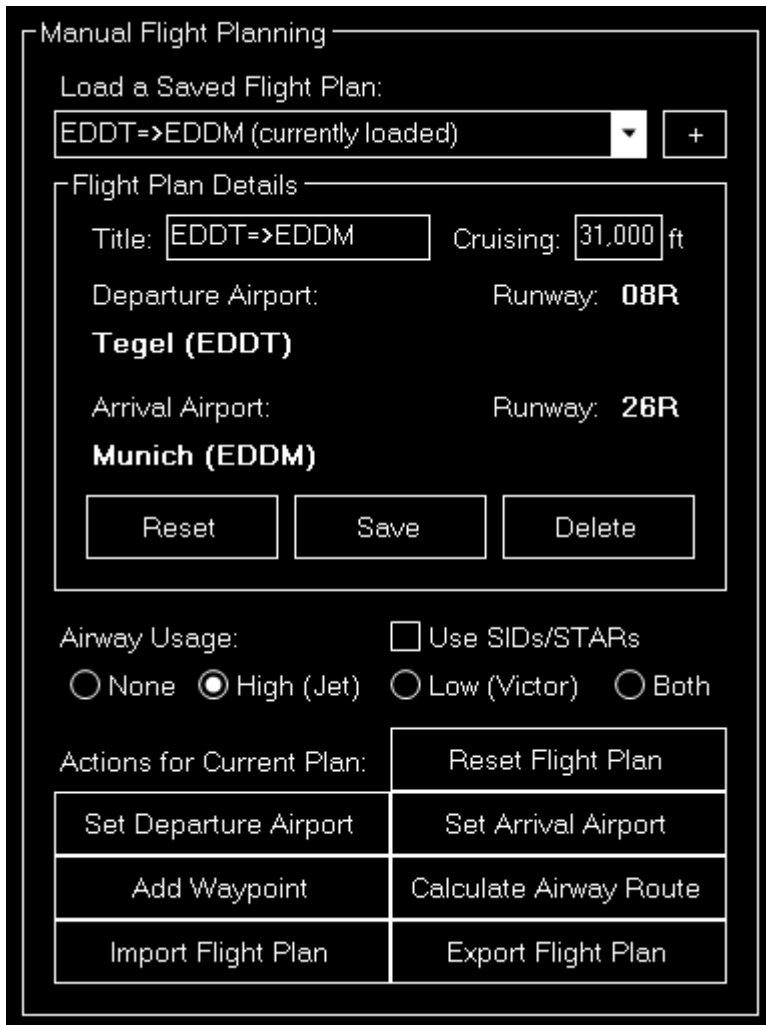 Manual Flight Planning
Load a Saved Flight Plan:
EDDT=>EDDM (currently loaded)
+
Flight Plan Details
Title: EDDT=>EDDM Cruising: 31,000 ft
Departure Airport: Runway: 08R
Tegel (EDDT)
Arrival Airport: Runway: 26R
Munich (EDDM)
Reset Save Delete
Airway Usage: Use SIDs/STARs
None High (Jet) Low (Victor) Both
Actions for Current Plan: Reset Flight Plan
Set Departure Airport Set Arrival Airport
Add Waypoint Calculate Airway Route
Import Flight Plan Export Flight Plan